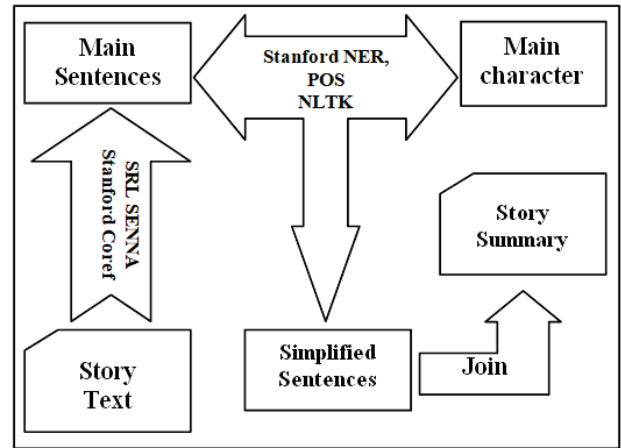 Main
Sentences
Stanford NER,
POS
NLTK
Main
character
SRL SENNA
Stanford Coref
Story
Summary
Story
Text
Simplified
Sentences
Join